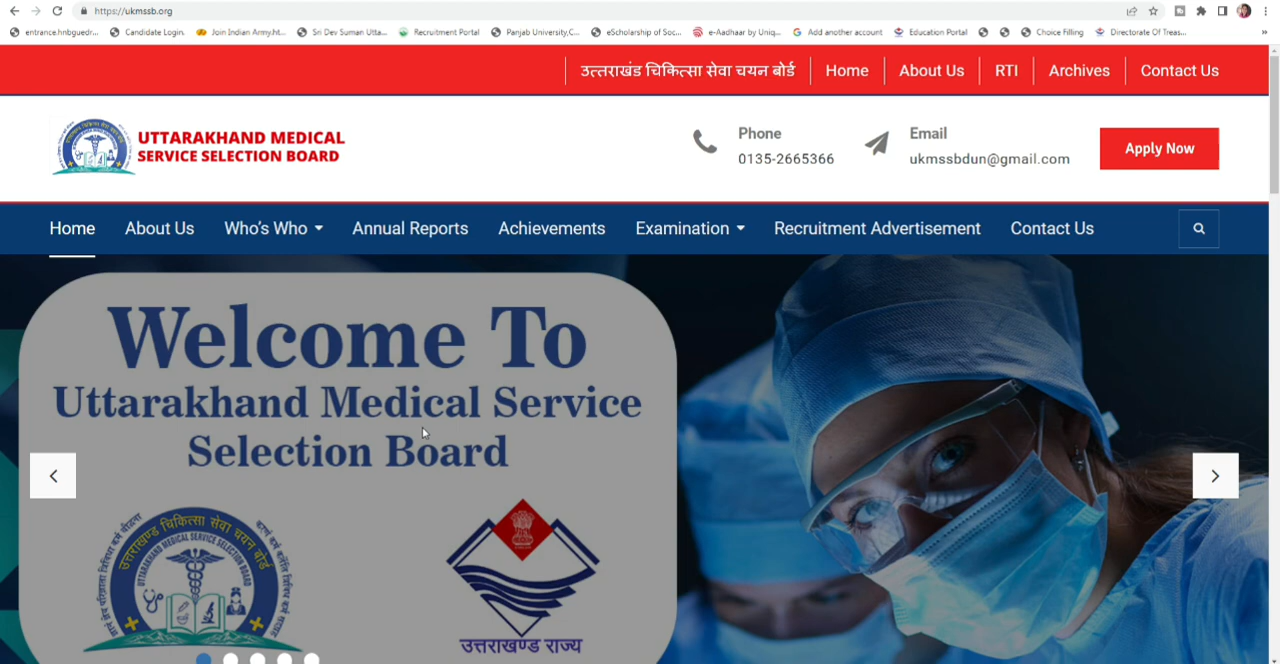 https://ukmssb.org
entrance.hnbguedr...
Candidate Login.
Join Indian Army.ht...
Sri Dev Suman Utta...
Recruitment Portal
Panjab University,C...
eScholarship of Soc...
e-Aadhaar by Uniq...
Add another account
Education Portal
Choice Filling
Directorate Of Treas...
उत्तराखंड चिकित्सा सेवा चयन बोर्ड
Home
About Us
RTI
Archives
Contact Us
UTTARAKHAND MEDICAL
SERVICE SELECTION BOARD
Phone
0135-2665366
Email
ukmssbdun@gmail.com
Apply Now
Home
About Us
Who's Who
Annual Reports
Achievements
Examination
Recruitment Advertisement
Contact Us
Welcome To
Uttarakhand Medical Service
Selection Board
उत्तराखण्ड चिकित्सा सेवा चयन बोर्ड
UTTARAKHAND MEDICAL SERVICE SELECTION BOARD
उत्तराखण्ड राज्य